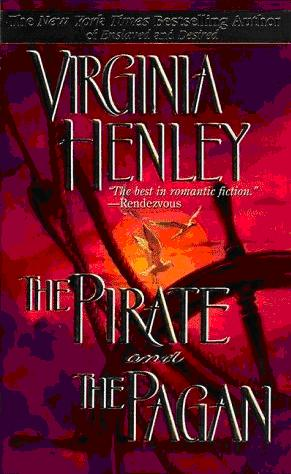 The New York Times Bestselling Author
of Enslaved and Desired
VIRGINIA
HENLEY
"The best in romantic fiction."
—Rendezvous
THE PIRATE
and
THE PAGAN